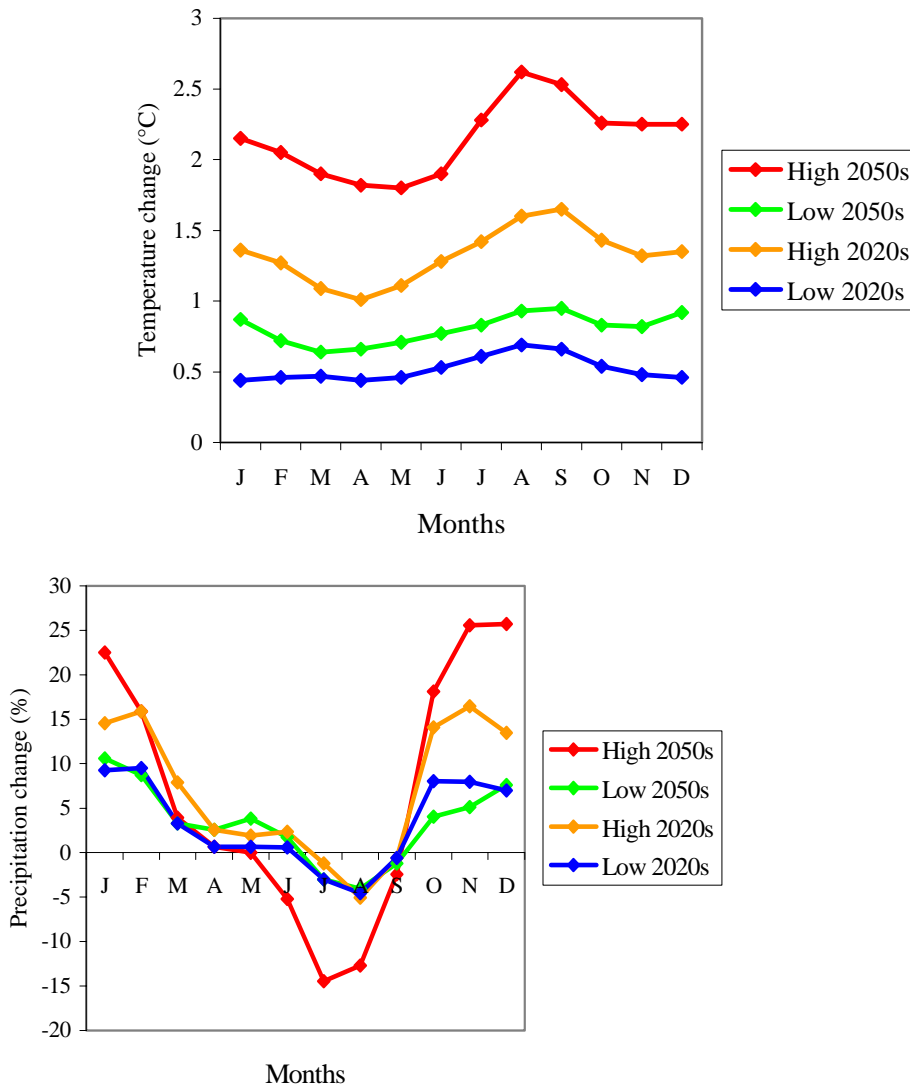 3
2.5
2
1.5
1
0.5
0
Temperature change (°C)
J F M A M J J A S O N D
Months
High 2050s
Low 2050s
High 2020s
Low 2020s
30
25
20
15
10
5
0
-5
-10
-15
-20
Precipitation change (%)
J F M A M J J A S O N D
Months
High 2050s
Low 2050s
High 2020s
Low 2020s